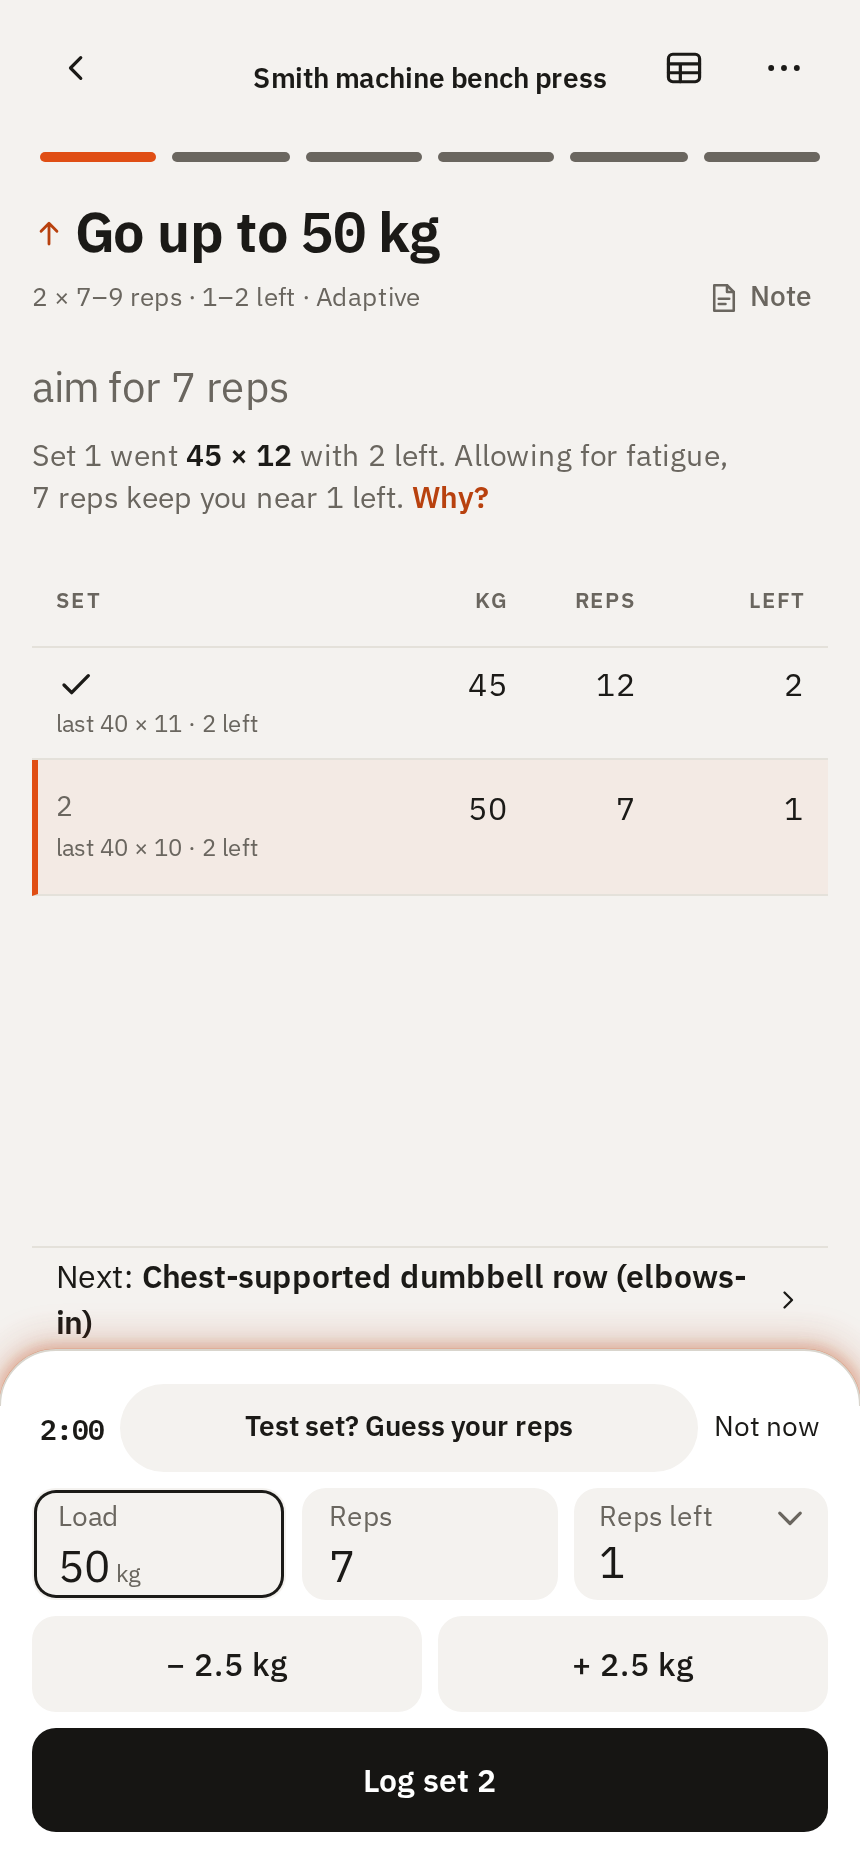 Smith machine bench press
Go up to 50 kg
2 × 7–9 reps · 1–2 left · Adaptive
Note
aim for 7 reps
Set 1 went 45 × 12 with 2 left. Allowing for fatigue,
7 reps keep you near 1 left. Why?
SET KG REPS LEFT
45 12 2
last 40 × 11 · 2 left
2 50 7 1
last 40 × 10 · 2 left
Next: Chest-supported dumbbell row (elbows-
in)
2:00 Test set? Guess your reps Not now
Load Reps Reps left
50 kg 7 1
− 2.5 kg + 2.5 kg
Log set 2